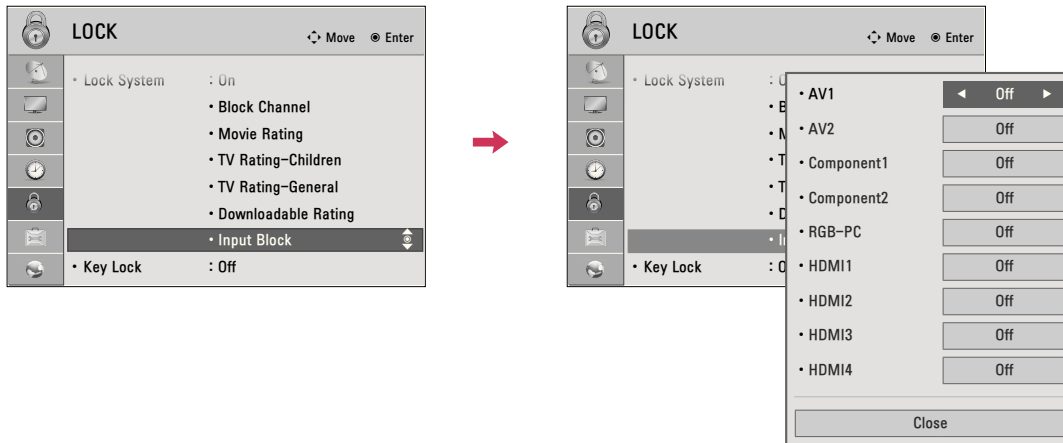 LOCK
Move Enter
• Lock System : On
• Block Channel
• Movie Rating
• TV Rating-Children
• TV Rating-General
• Downloadable Rating
• Input Block
• Key Lock : Off
LOCK
Move Enter
• Lock System
• Key Lock
• AV1 ◄ Off ►
• AV2 Off
• Component1 Off
• Component2 Off
• RGB-PC Off
• HDMI1 Off
• HDMI2 Off
• HDMI3 Off
• HDMI4 Off
Close